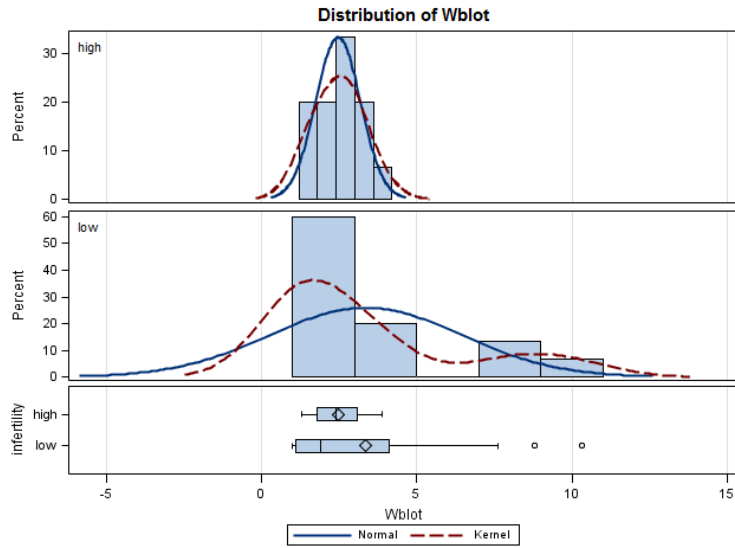 Distribution of Wblot
high
Percent
30
20
10
0
low
Percent
60
50
40
30
20
10
0
infertility
high
low
-5
0
5
10
15
Wblot
Normal
Kernel